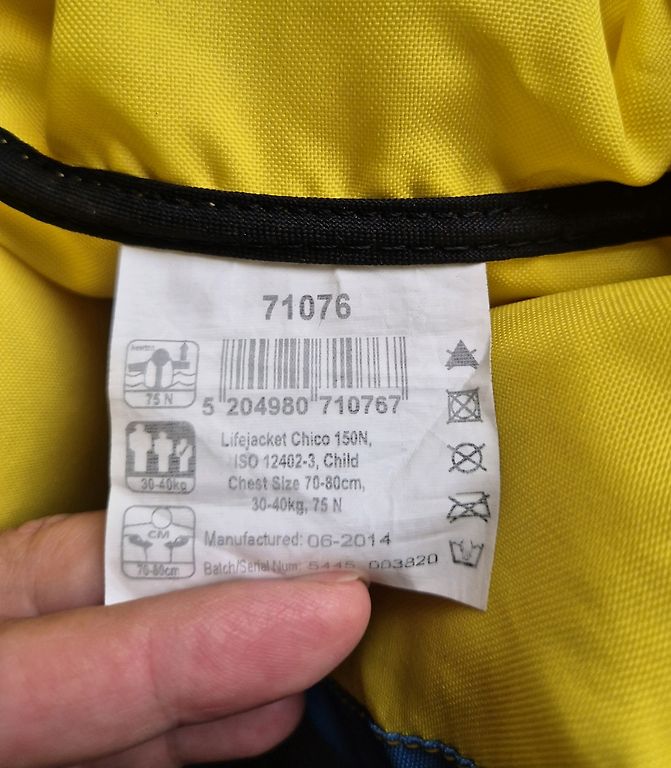 71076
75 N
5 204980 710767
Lifejacket Chico 150N,
ISO 12402-3, Child
Chest Size 70-80cm,
30-40kg, 75 N
30-40kg
CM
70-80cm
Manufactured: 06-2014
Batch/Serial Num: 5445 003820